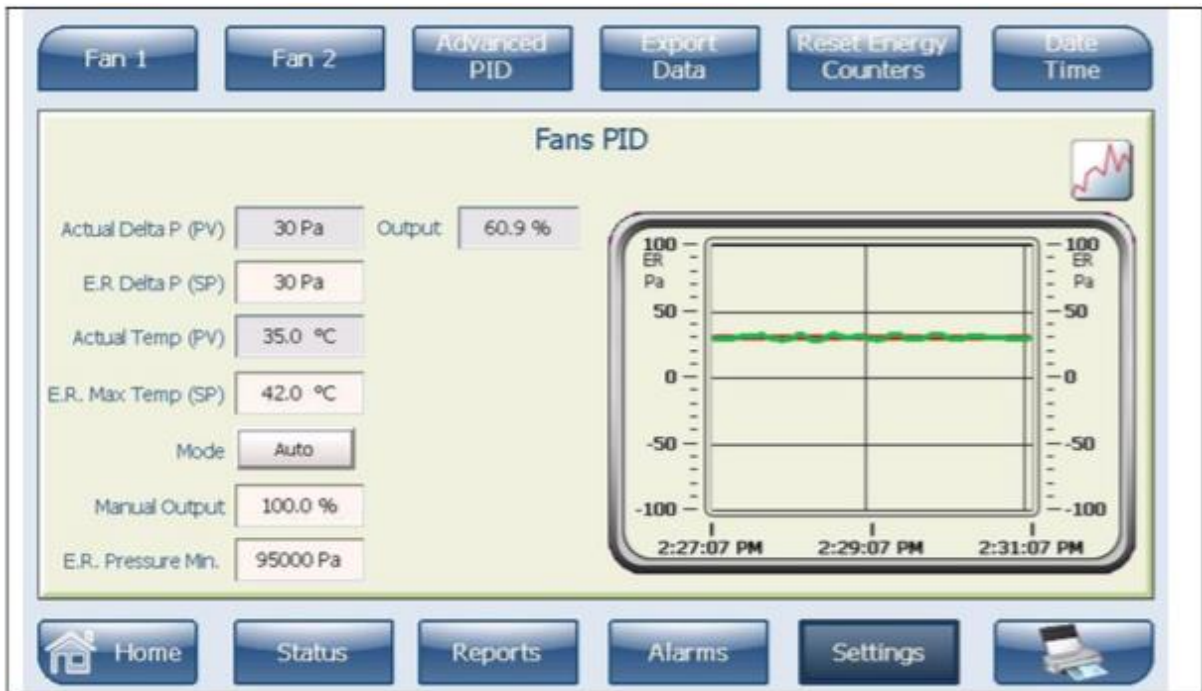 Fan 1
Fan 2
Advanced
PID
Export
Data
Reset Energy
Counters
Date
Time
Fans PID
Actual Delta P (PV)
30 Pa
Output
60.9 %
E.R Delta P (SP)
30 Pa
Actual Temp (PV)
35.0 ºC
E.R. Max Temp (SP)
42.0 ºC
Mode
Auto
Manual Output
100.0 %
E.R. Pressure Min.
95000 Pa
100
ER
Pa
50
0
-50
-100
100
ER
Pa
50
0
-50
-100
2:27:07 PM
2:29:07 PM
2:31:07 PM
Home
Status
Reports
Alarms
Settings